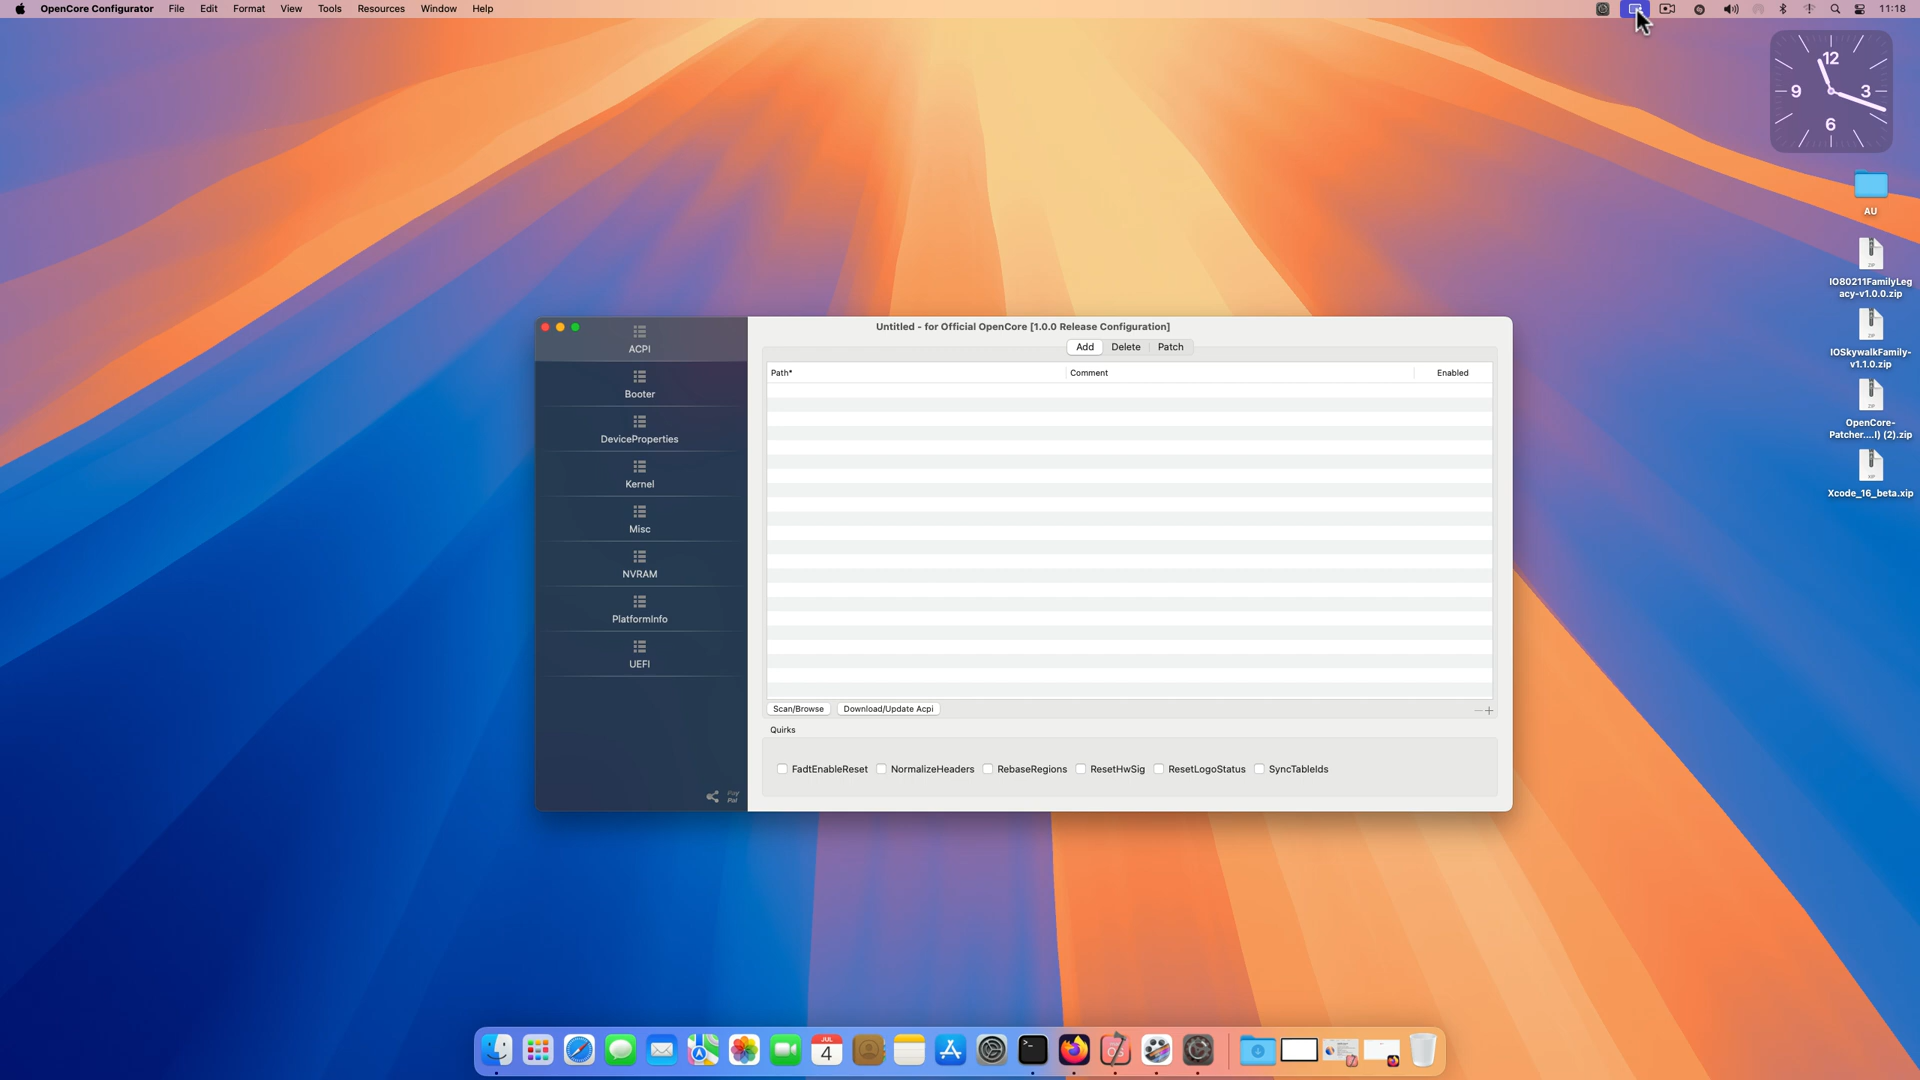 OpenCore Configurator File Edit Format View Tools Resources Window Help 11:18
12
9 3
6
AU
IO80211FamilyLeg
acy-v1.0.0.zip
IOSkywalkFamily-
v1.1.0.zip
OpenCore-
Patcher....l) (2).zip
Xcode_16_beta.xip
Untitled - for Official OpenCore [1.0.0 Release Configuration]
ACPI
Booter
DeviceProperties
Kernel
Misc
NVRAM
PlatformInfo
UEFI
Pay
Pal
Add Delete Patch
Path* Comment Enabled
Scan/Browse Download/Update Acpi
Quirks
FadtEnableReset NormalizeHeaders RebaseRegions ResetHwSig ResetLogoStatus SyncTableIds
JUL
4